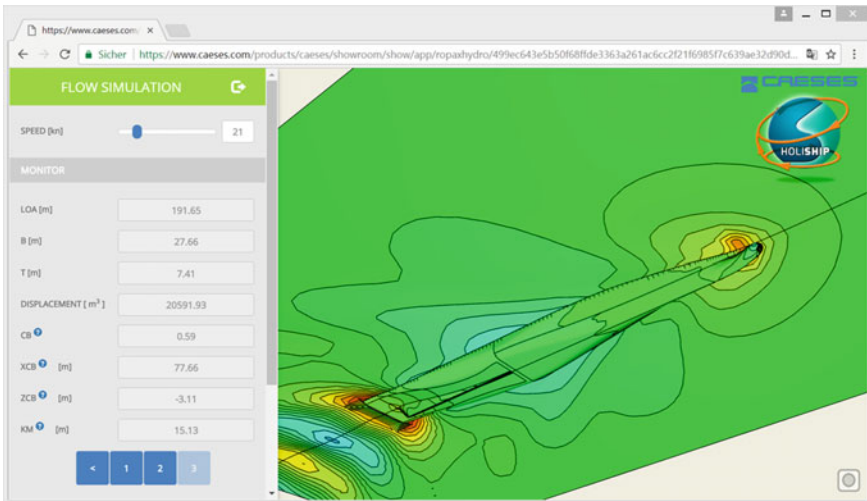 https://www.caeses.com
Sicher | https://www.caeses.com/products/caeses/showroom/show/app/ropaxhydro/499ec643e5b50f68ffde3363a261ac6cc2f21f6985f7c639ae32d90d...
FLOW SIMULATION
SPEED [kn] 21
MONITOR
LOA [m] 191.65
B [m] 27.66
T [m] 7.41
DISPLACEMENT [ m³ ] 20591.93
CB ? 0.59
XCB ? [m] 77.66
ZCB ? [m] -3.11
KM ? [m] 15.13
< 1 2 3
CAESES
HOLISHIP